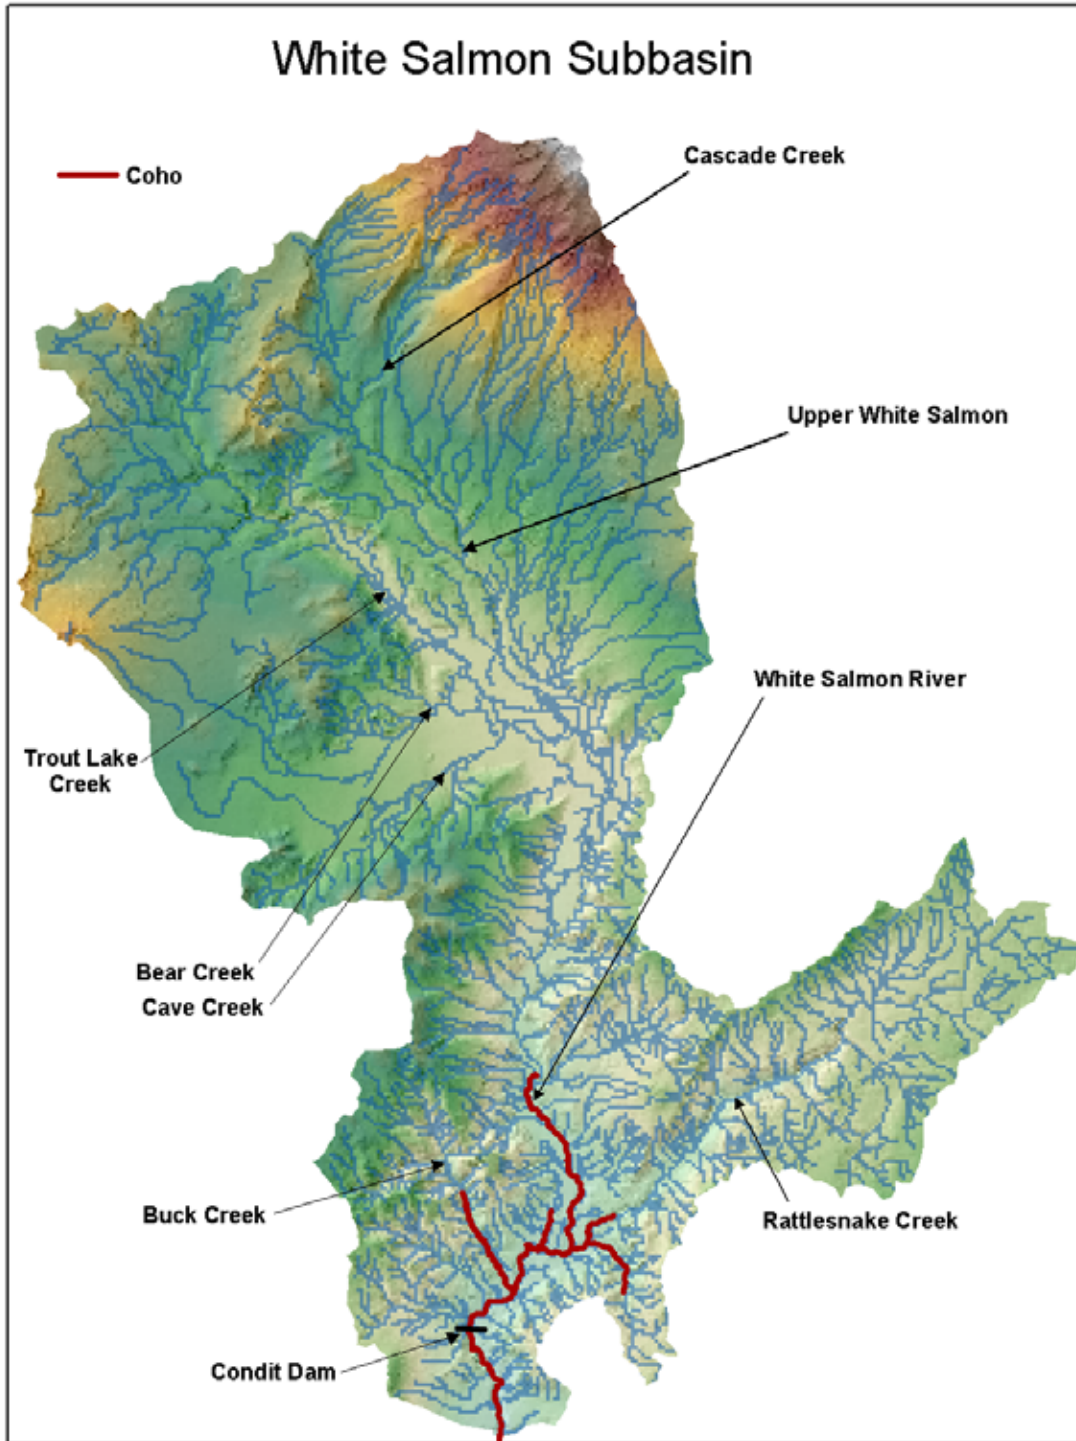 White Salmon Subbasin
Coho
Cascade Creek
Upper White Salmon
White Salmon River
Trout Lake
Creek
Bear Creek
Cave Creek
Buck Creek
Rattlesnake Creek
Condit Dam